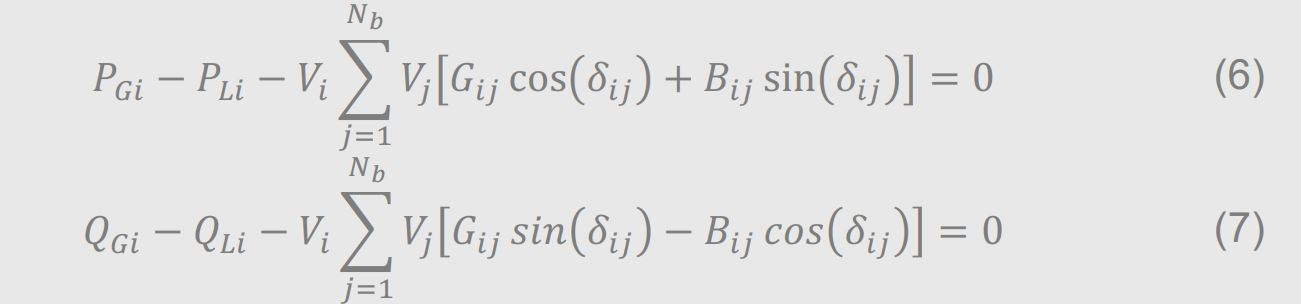 P_{Gi} − P_{Li} − V_i \sum_{j=1}^{N_b} V_j[G_{ij} cos(δ_{ij}) + B_{ij} sin(δ_{ij})] = 0 (6)
Q_{Gi} − Q_{Li} − V_i \sum_{j=1}^{N_b} V_j[G_{ij} sin(δ_{ij}) − B_{ij} cos(δ_{ij})] = 0 (7)